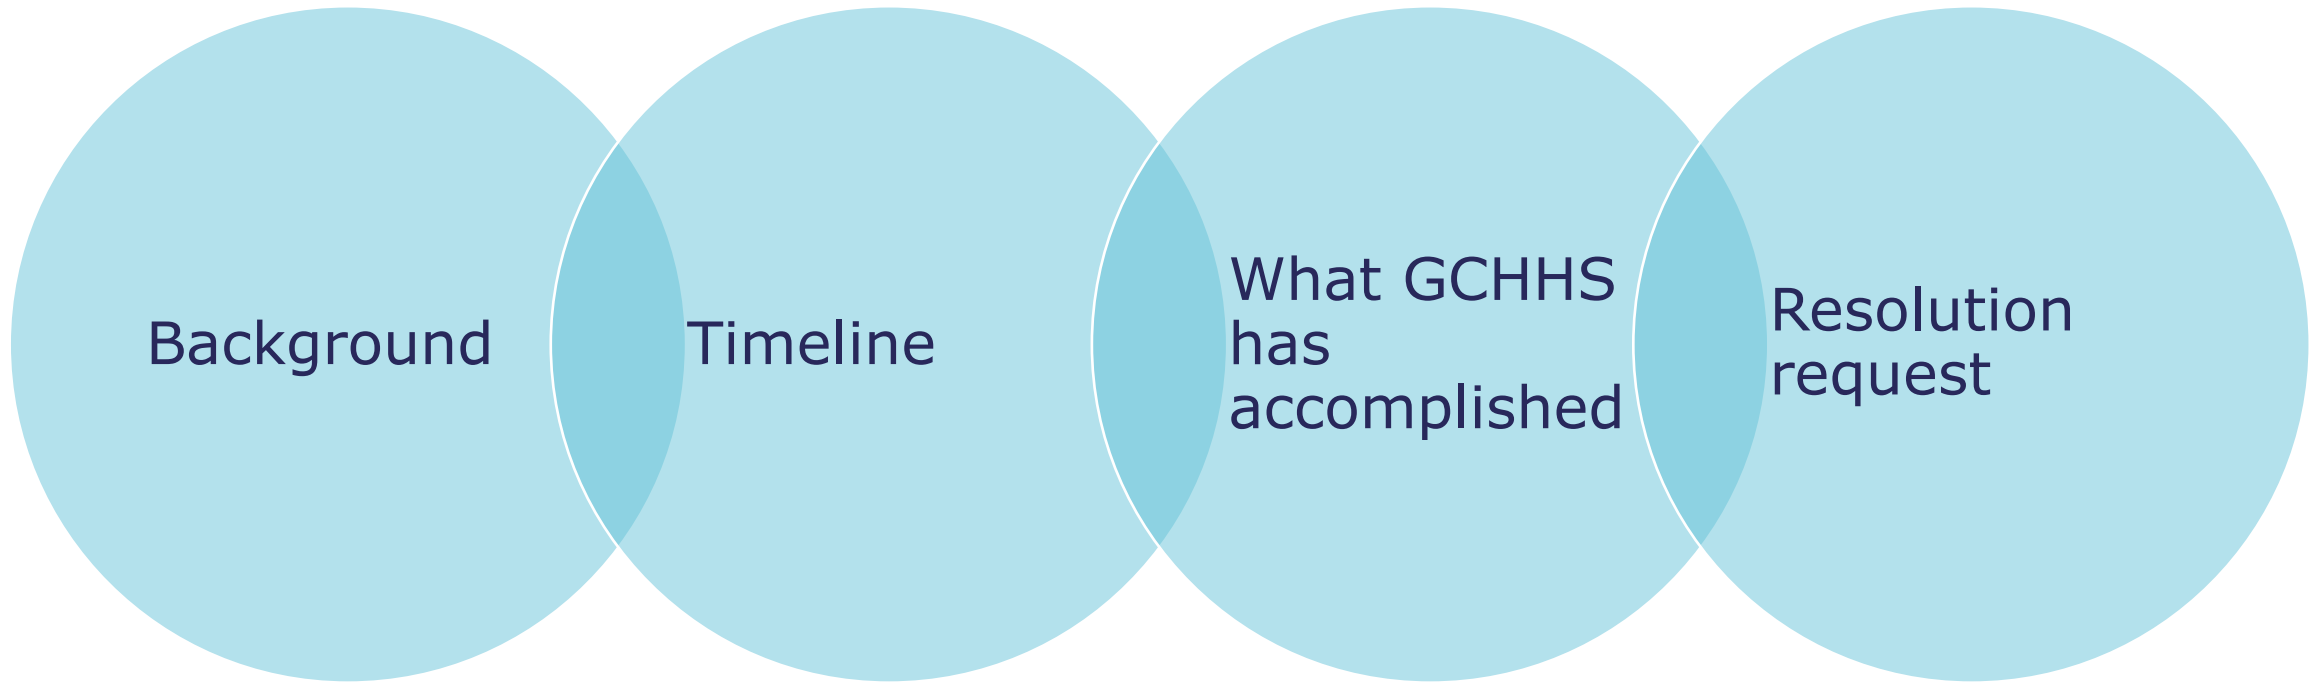 Background
Timeline
What GCHHS
has
accomplished
Resolution
request